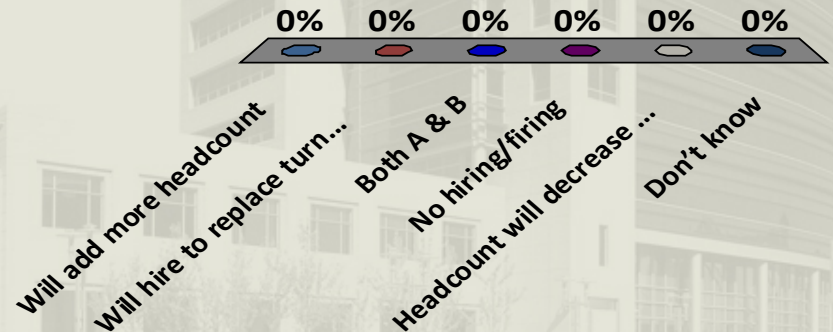 0% 0% 0% 0% 0% 0%
Will add more headcount
Will hire to replace turn...
Both A & B
No hiring/firing
Headcount will decrease ...
Don't know